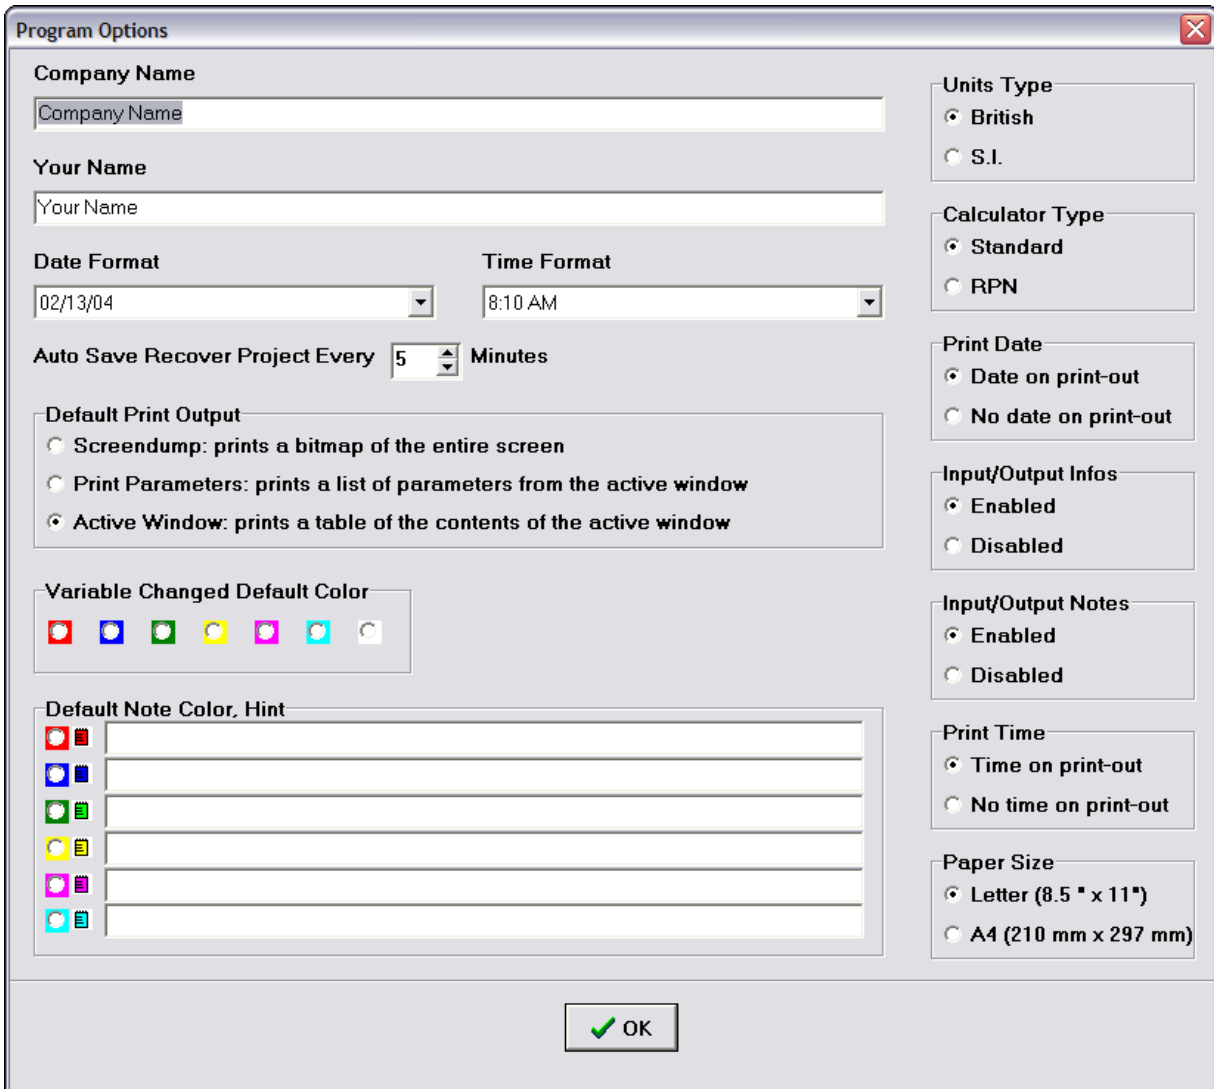 Program Options
Company Name
Company Name
Your Name
Your Name
Date Format
Time Format
02/13/04
8:10 AM
Auto Save Recover Project Every 5 Minutes
Default Print Output
Screendump: prints a bitmap of the entire screen
Print Parameters: prints a list of parameters from the active window
Active Window: prints a table of the contents of the active window
Variable Changed Default Color
Default Note Color, Hint
Units Type
British
S.I.
Calculator Type
Standard
RPN
Print Date
Date on print-out
No date on print-out
Input/Output Infos
Enabled
Disabled
Input/Output Notes
Enabled
Disabled
Print Time
Time on print-out
No time on print-out
Paper Size
Letter (8.5 " x 11")
A4 (210 mm x 297 mm)
OK